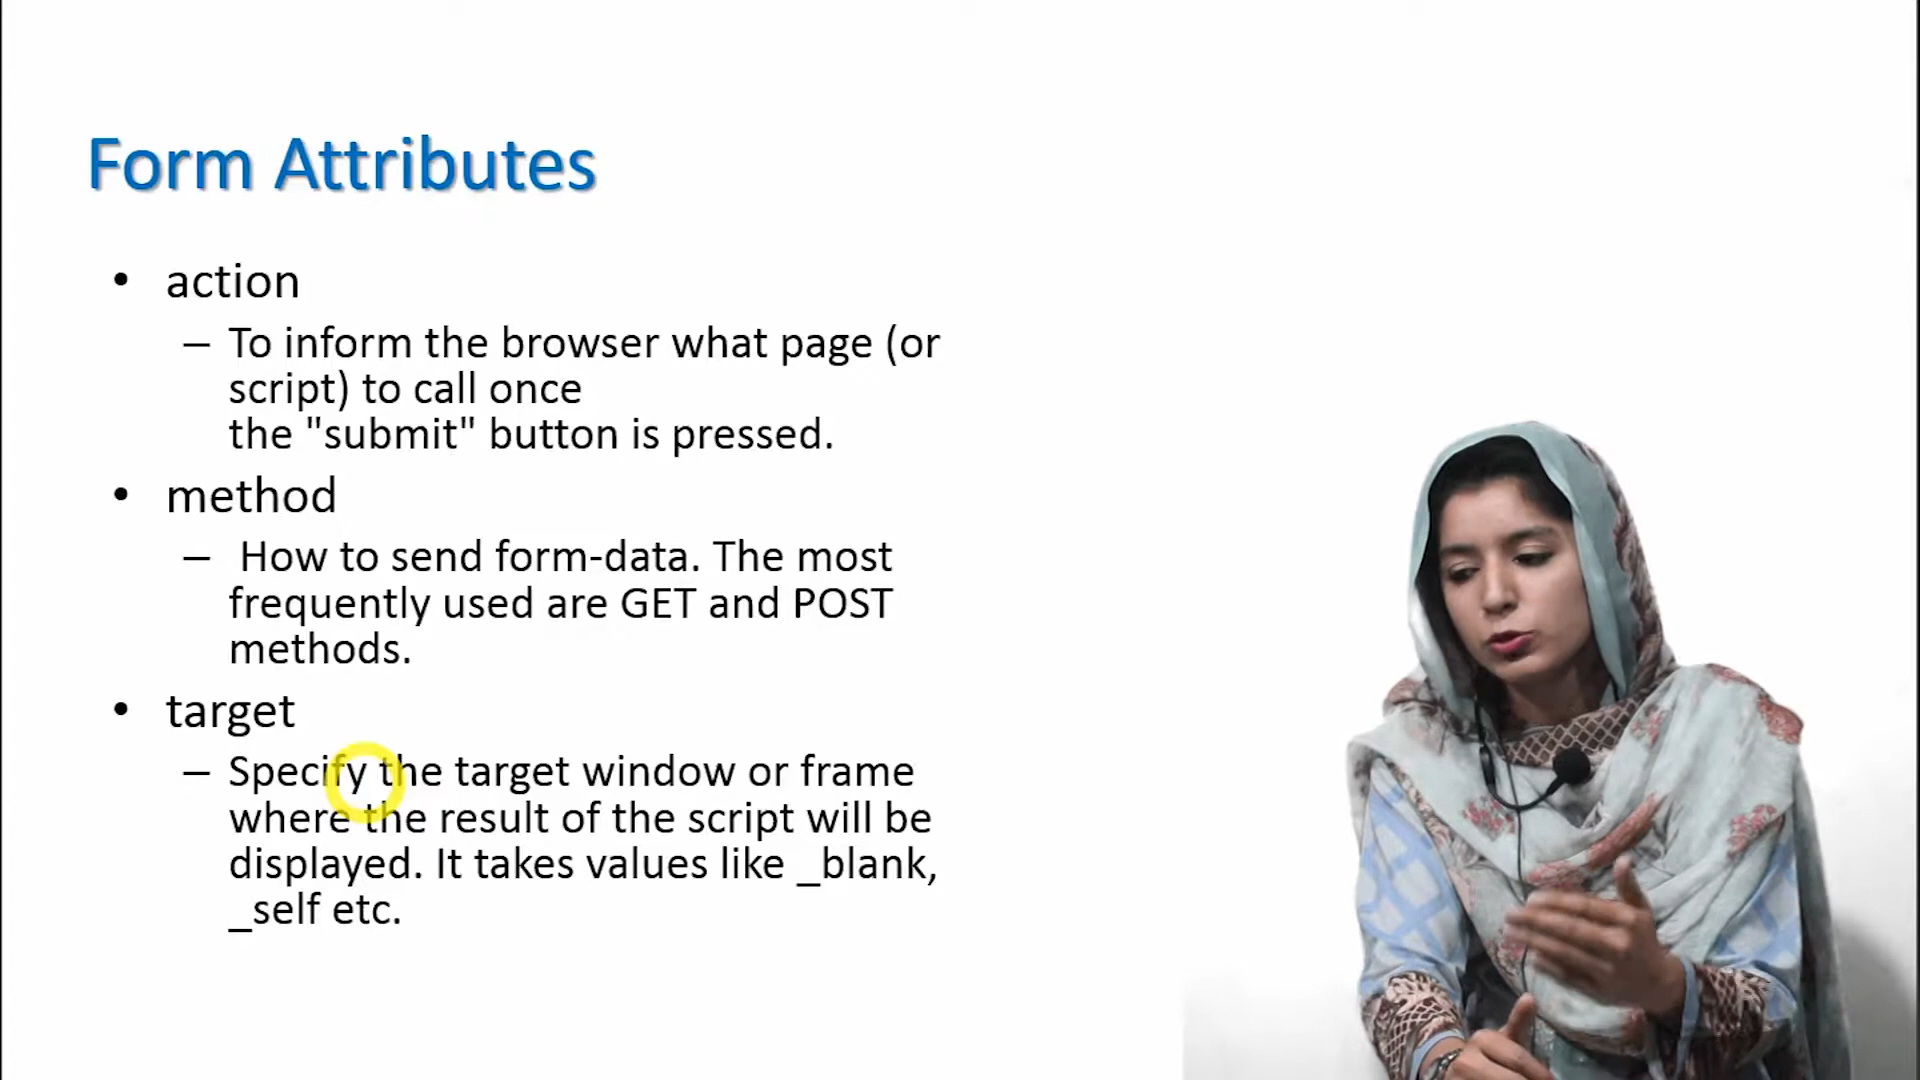 Form Attributes
• action
– To inform the browser what page (or
script) to call once
the "submit" button is pressed.
• method
– How to send form-data. The most
frequently used are GET and POST
methods.
• target
– Specify the target window or frame
where the result of the script will be
displayed. It takes values like _blank,
_self etc.